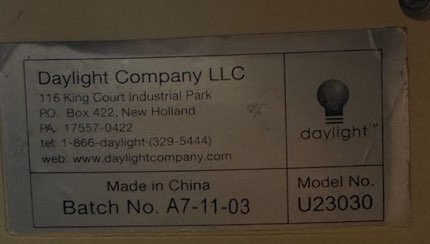 Daylight Company LLC
116 King Court Industrial Park
P.O. Box 422, New Holland
PA. 17557-0422
tel: 1-866-daylight (329-5444)
web: www.daylightcompany.com
daylight™
Made in China
Batch No. A7-11-03
Model No.
U23030